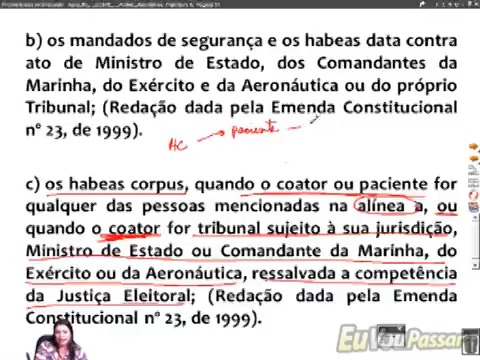 b) os mandados de segurança e os habeas data contra
ato de Ministro de Estado, dos Comandantes da
Marinha, do Exército e da Aeronáutica ou do próprio
Tribunal; (Redação dada pela Emenda Constitucional
nº 23, de 1999).
HC paciente
c) os habeas corpus, quando o coator ou paciente for
qualquer das pessoas mencionadas na alínea a, ou
quando o coator for tribunal sujeito à sua jurisdição,
Ministro de Estado ou Comandante da Marinha, do
Exército ou da Aeronáutica, ressalvada a competência
da Justiça Eleitoral; (Redação dada pela Emenda
Constitucional nº 23, de 1999).
Eu Vou Passar